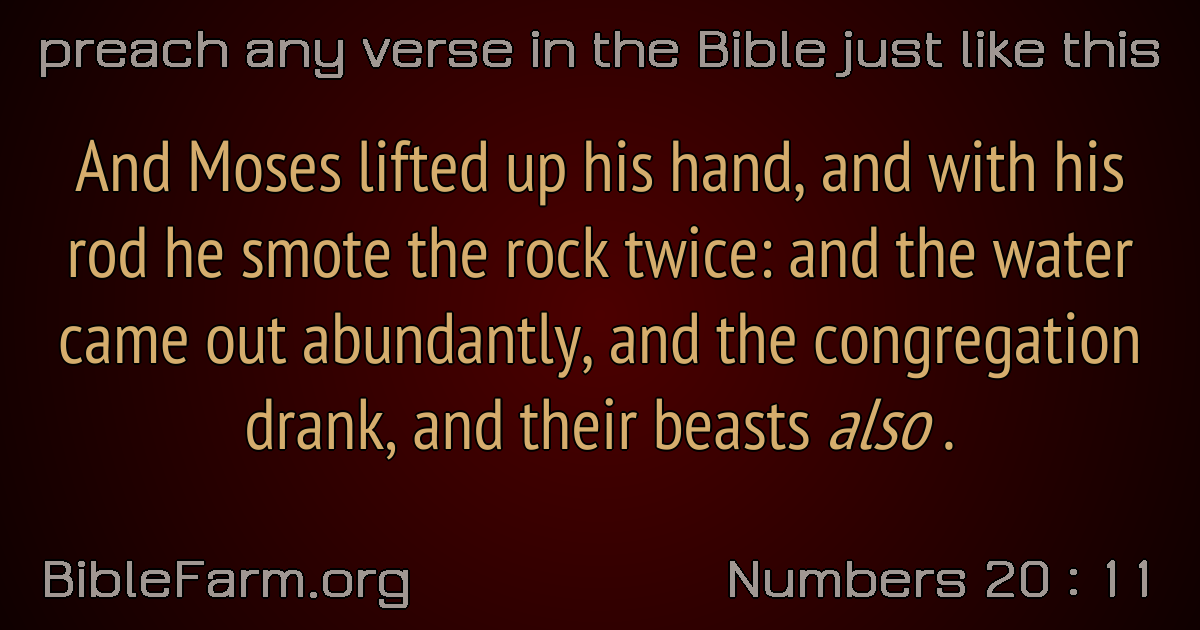 preach any verse in the Bible just like this
And Moses lifted up his hand, and with his
rod he smote the rock twice: and the water
came out abundantly, and the congregation
drank, and their beasts also .
BibleFarm.org
Numbers 20 : 11